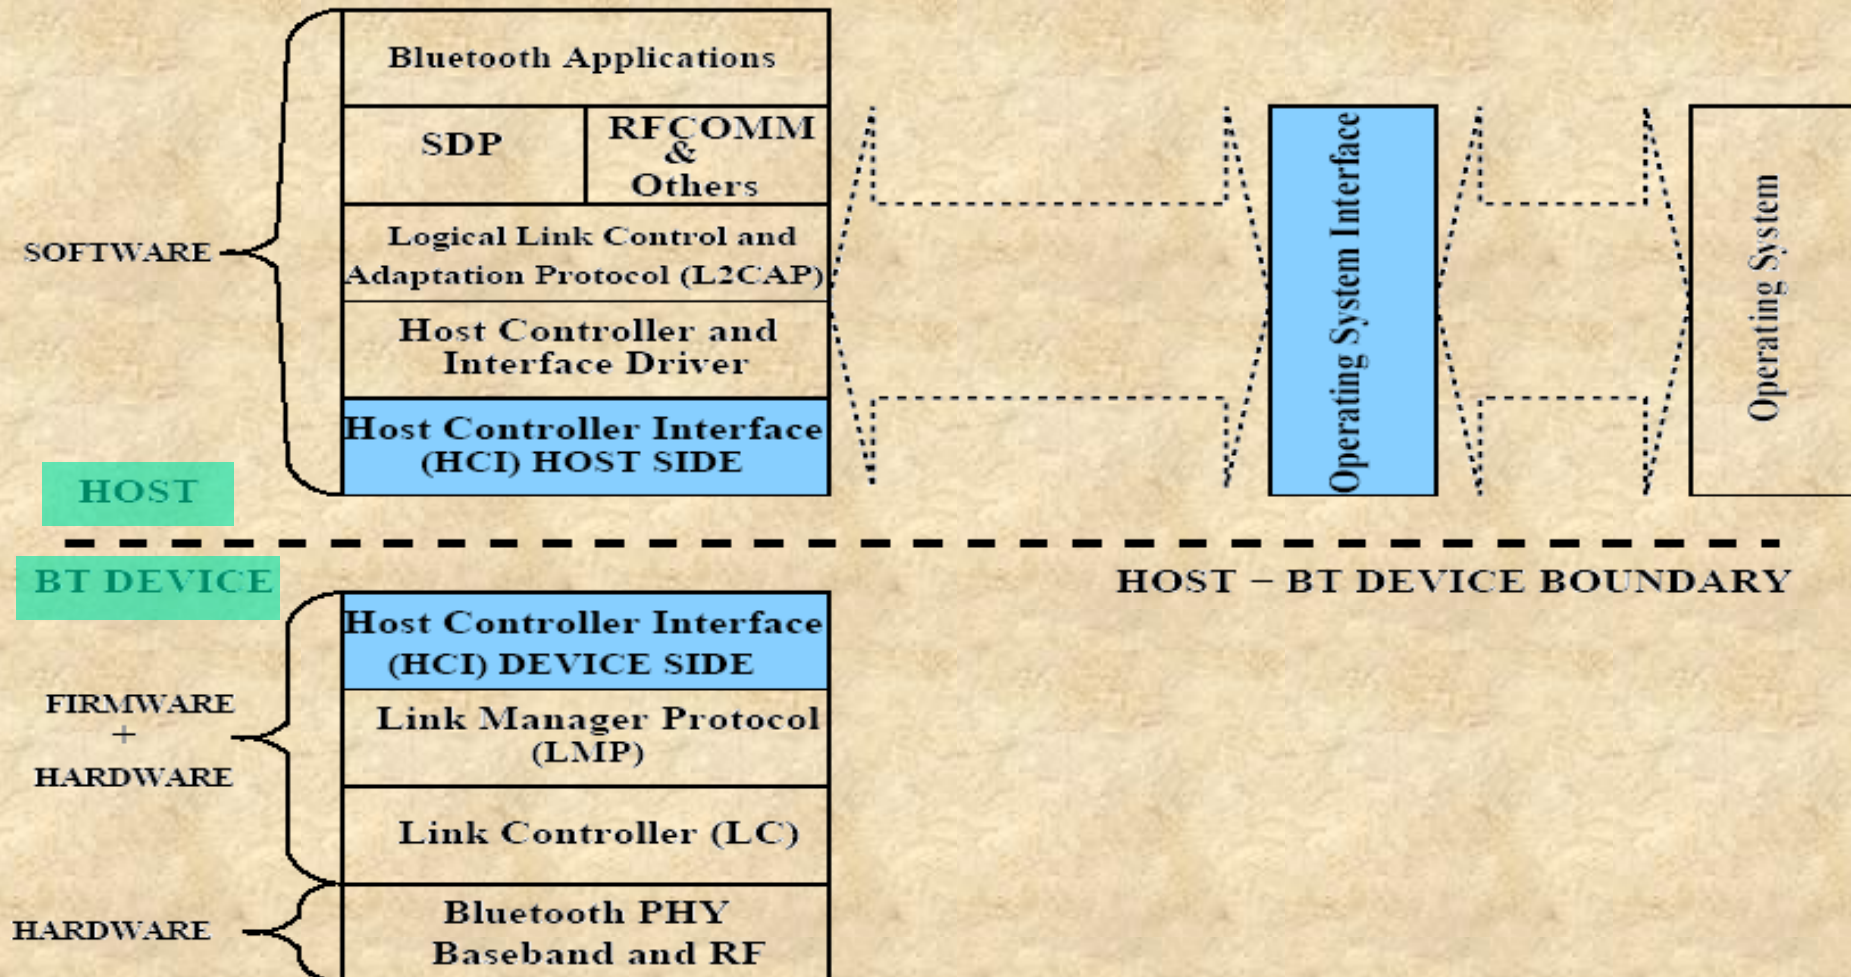 Bluetooth Applications
SDP
RFCOMM
&
Others
SOFTWARE
Logical Link Control and
Adaptation Protocol (L2CAP)
Host Controller and
Interface Driver
Host Controller Interface
(HCI) HOST SIDE
Operating System Interface
Operating System
HOST
BT DEVICE
HOST – BT DEVICE BOUNDARY
Host Controller Interface
(HCI) DEVICE SIDE
FIRMWARE
+
HARDWARE
Link Manager Protocol
(LMP)
Link Controller (LC)
HARDWARE
Bluetooth PHY
Baseband and RF